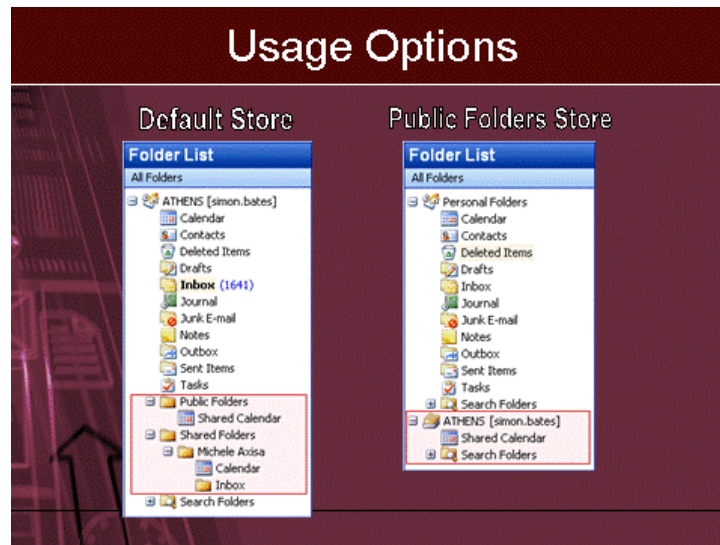 Usage Options
Default Store
Folder List
All Folders
ATHENS [simon.bates]
Calendar
Contacts
Deleted Items
Drafts
Inbox (1641)
Journal
Junk E-mail
Notes
Outbox
Sent Items
Tasks
Public Folders
Shared Calendar
Shared Folders
Michele Axisa
Calendar
Inbox
Search Folders
Public Folders Store
Folder List
All Folders
Personal Folders
Calendar
Contacts
Deleted Items
Drafts
Inbox
Journal
Junk E-mail
Notes
Outbox
Sent Items
Tasks
Search Folders
ATHENS [simon.bates]
Shared Calendar
Search Folders